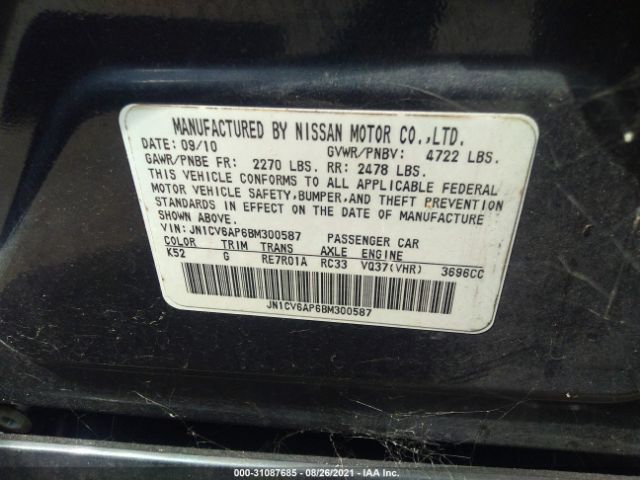 MANUFACTURED BY NISSAN MOTOR CO.,LTD.
DATE: 09/10 GVWR/PNBV: 4722 LBS.
GAWR/PNBE FR: 2270 LBS. RR: 2478 LBS.
THIS VEHICLE CONFORMS TO ALL APPLICABLE FEDERAL
MOTOR VEHICLE SAFETY,BUMPER,AND THEFT PREVENTION
STANDARDS IN EFFECT ON THE DATE OF MANUFACTURE
SHOWN ABOVE.
VIN: JN1CV6AP6BM300587 PASSENGER CAR
COLOR TRIM TRANS AXLE ENGINE
K52 G RE7R01A RC33 VQ37(VHR) 3696CC
JN1CV6AP6BM300587
000-31087685 - 08/26/2021 - IAA Inc.